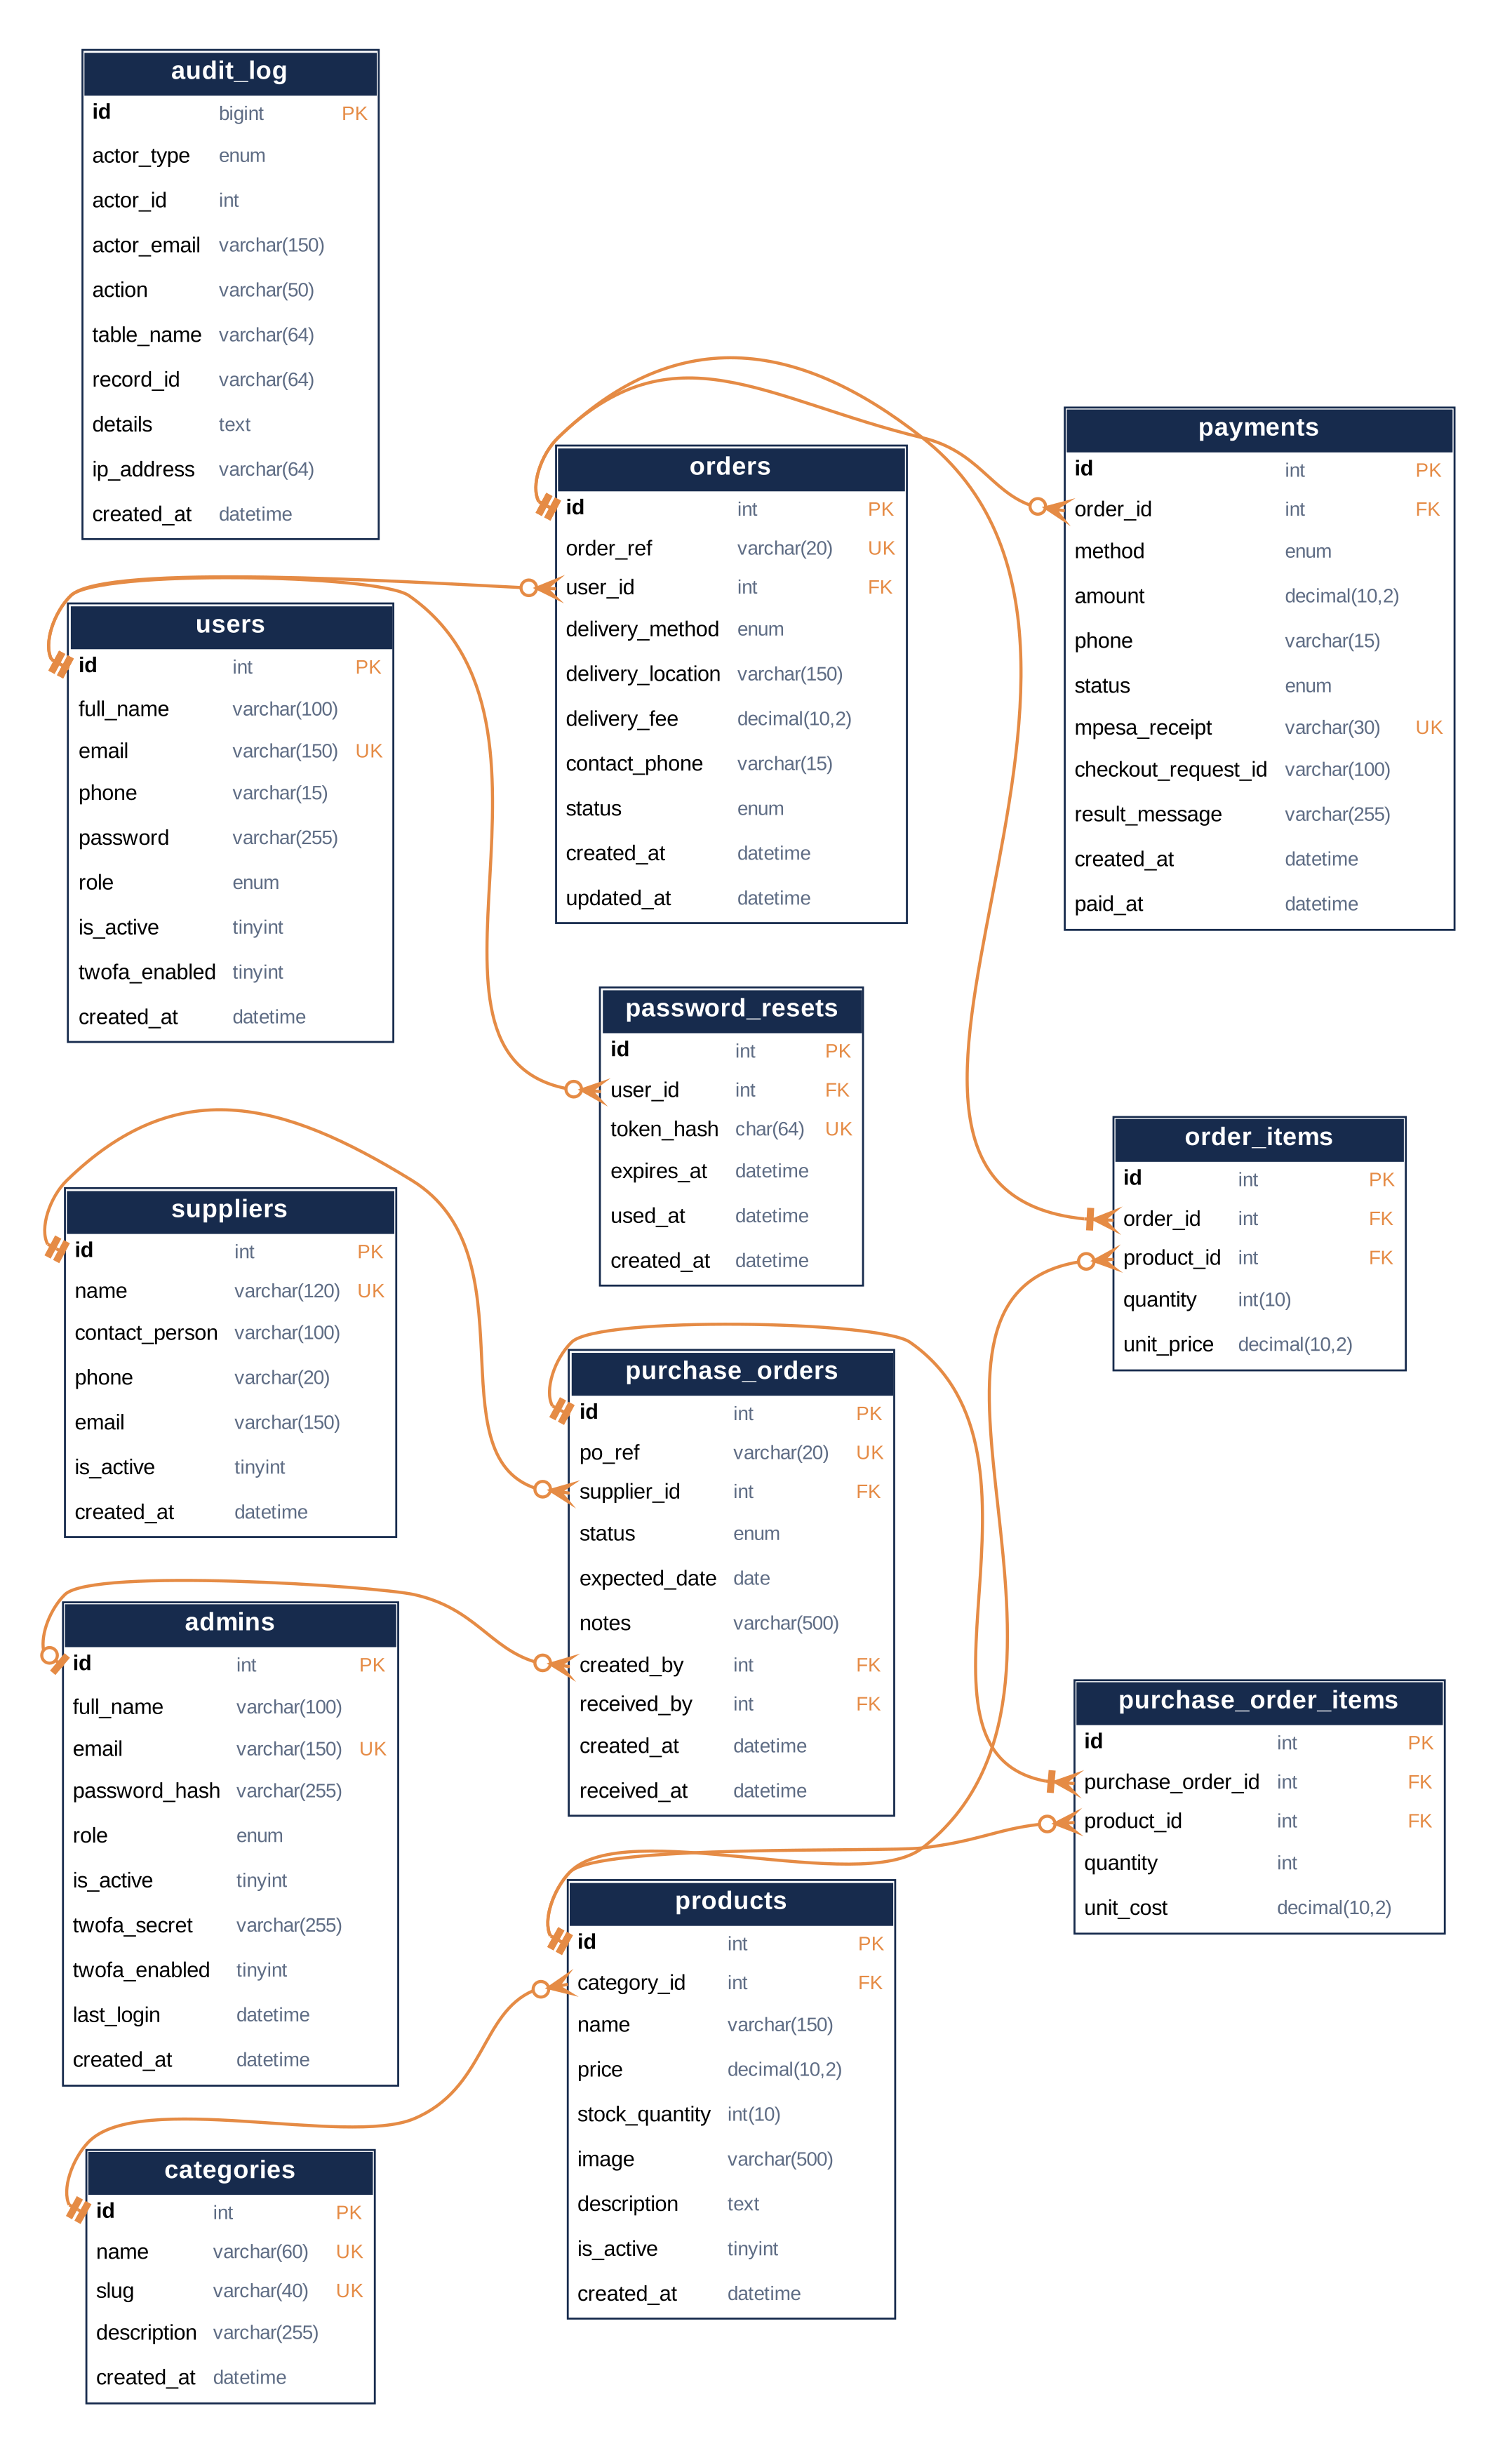 audit_log
id bigint PK
actor_type enum
actor_id int
actor_email varchar(150)
action varchar(50)
table_name varchar(64)
record_id varchar(64)
details text
ip_address varchar(64)
created_at datetime
users
id int PK
full_name varchar(100)
email varchar(150) UK
phone varchar(15)
password varchar(255)
role enum
is_active tinyint
twofa_enabled tinyint
created_at datetime
suppliers
id int PK
name varchar(120) UK
contact_person varchar(100)
phone varchar(20)
email varchar(150)
is_active tinyint
created_at datetime
admins
id int PK
full_name varchar(100)
email varchar(150) UK
password_hash varchar(255)
role enum
is_active tinyint
twofa_secret varchar(255)
twofa_enabled tinyint
last_login datetime
created_at datetime
categories
id int PK
name varchar(60) UK
slug varchar(40) UK
description varchar(255)
created_at datetime
orders
id int PK
order_ref varchar(20) UK
user_id int FK
delivery_method enum
delivery_location varchar(150)
delivery_fee decimal(10,2)
contact_phone varchar(15)
status enum
created_at datetime
updated_at datetime
password_resets
id int PK
user_id int FK
token_hash char(64) UK
expires_at datetime
used_at datetime
created_at datetime
purchase_orders
id int PK
po_ref varchar(20) UK
supplier_id int FK
status enum
expected_date date
notes varchar(500)
created_by int FK
received_by int FK
created_at datetime
received_at datetime
products
id int PK
category_id int FK
name varchar(150)
price decimal(10,2)
stock_quantity int(10)
image varchar(500)
description text
is_active tinyint
created_at datetime
payments
id int PK
order_id int FK
method enum
amount decimal(10,2)
phone varchar(15)
status enum
mpesa_receipt varchar(30) UK
checkout_request_id varchar(100)
result_message varchar(255)
created_at datetime
paid_at datetime
order_items
id int PK
order_id int FK
product_id int FK
quantity int(10)
unit_price decimal(10,2)
purchase_order_items
id int PK
purchase_order_id int FK
product_id int FK
quantity int
unit_cost decimal(10,2)